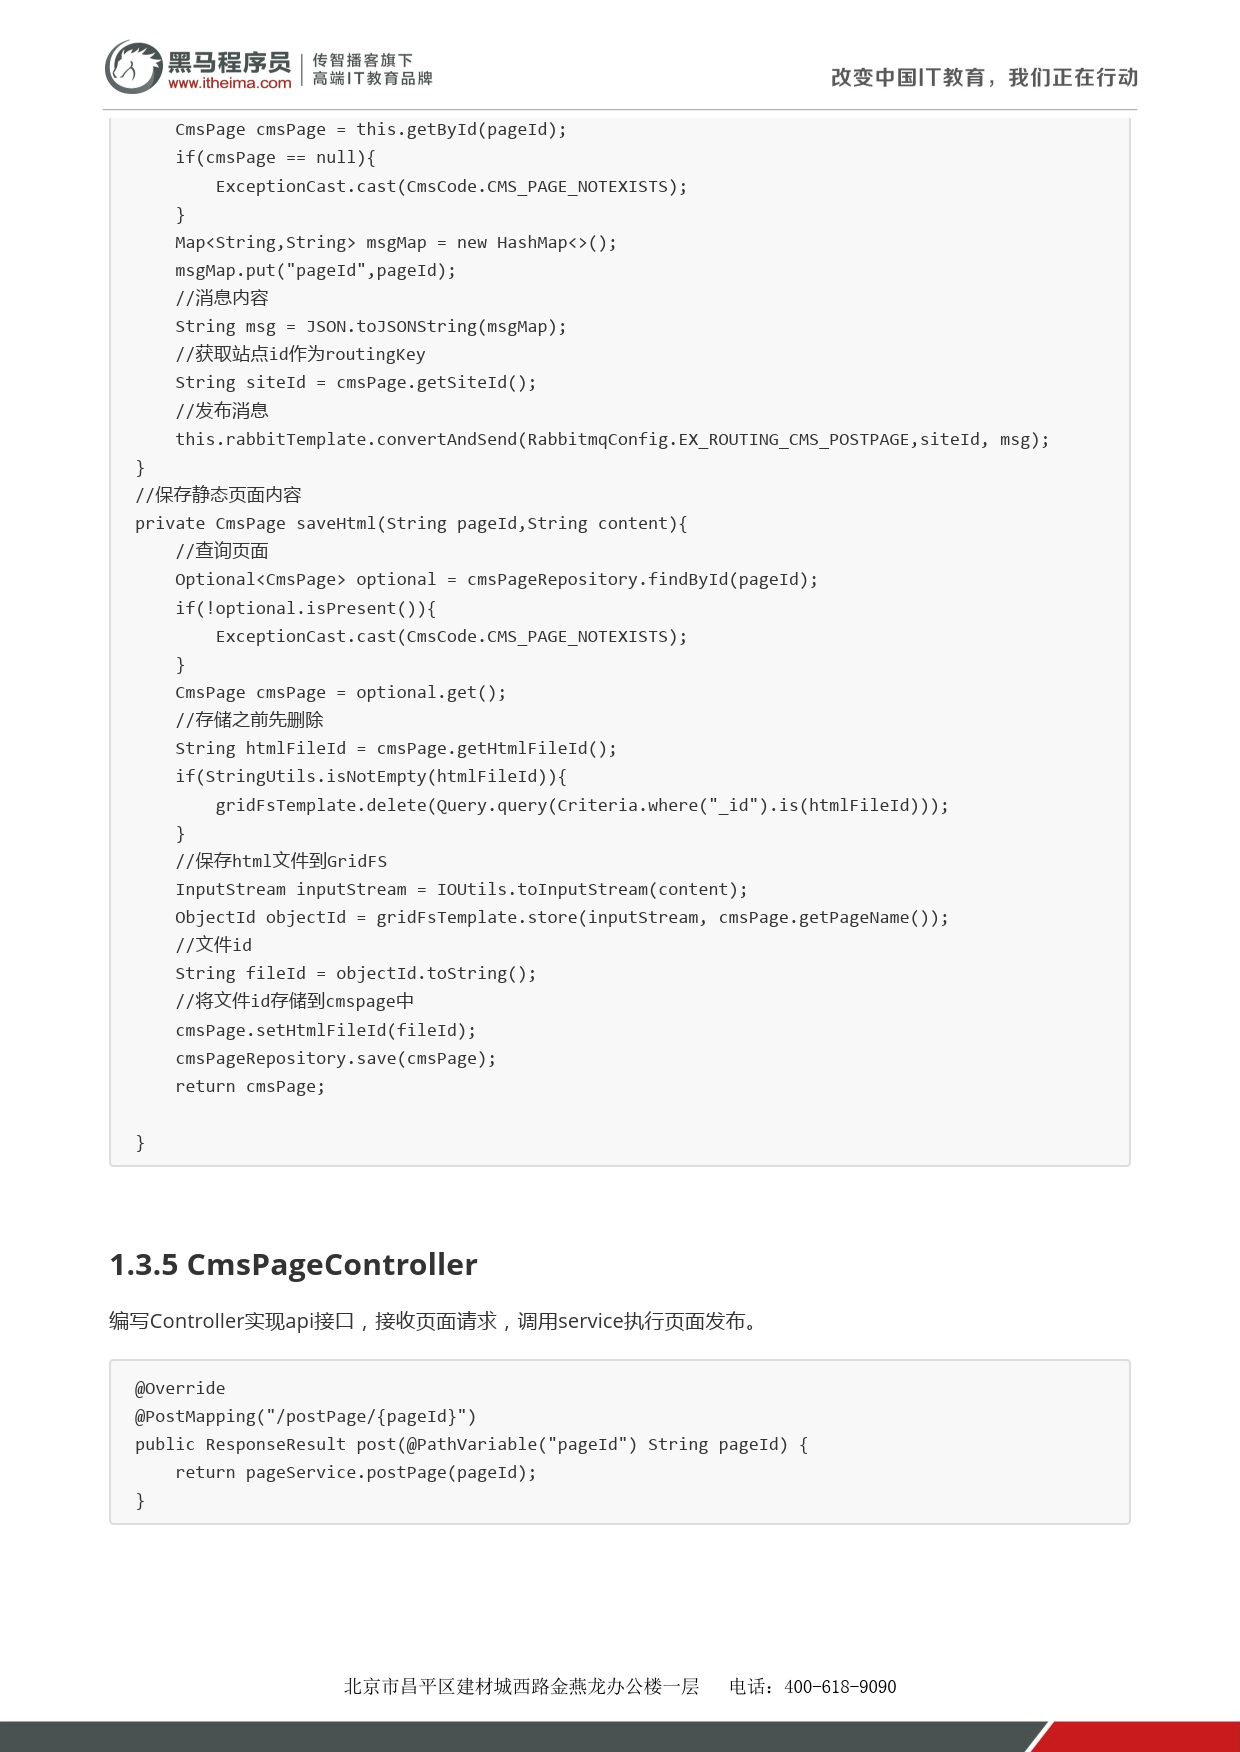 黑马程序员
www.itheima.com
传智播客旗下
高端IT教育品牌
改变中国IT教育，我们正在行动
    CmsPage cmsPage = this.getById(pageId);
    if(cmsPage == null){
        ExceptionCast.cast(CmsCode.CMS_PAGE_NOTEXISTS);
    }
    Map<String,String> msgMap = new HashMap<>();
    msgMap.put("pageId",pageId);
    //消息内容
    String msg = JSON.toJSONString(msgMap);
    //获取站点id作为routingKey
    String siteId = cmsPage.getSiteId();
    //发布消息
    this.rabbitTemplate.convertAndSend(RabbitmqConfig.EX_ROUTING_CMS_POSTPAGE,siteId, msg);
}
//保存静态页面内容
private CmsPage saveHtml(String pageId,String content){
    //查询页面
    Optional<CmsPage> optional = cmsPageRepository.findById(pageId);
    if(!optional.isPresent()){
        ExceptionCast.cast(CmsCode.CMS_PAGE_NOTEXISTS);
    }
    CmsPage cmsPage = optional.get();
    //存储之前先删除
    String htmlFileId = cmsPage.getHtmlFileId();
    if(StringUtils.isNotEmpty(htmlFileId)){
        gridFsTemplate.delete(Query.query(Criteria.where("_id").is(htmlFileId)));
    }
    //保存html文件到GridFS
    InputStream inputStream = IOUtils.toInputStream(content);
    ObjectId objectId = gridFsTemplate.store(inputStream, cmsPage.getPageName());
    //文件id
    String fileId = objectId.toString();
    //将文件id存储到cmspage中
    cmsPage.setHtmlFileId(fileId);
    cmsPageRepository.save(cmsPage);
    return cmsPage;
}
1.3.5 CmsPageController
编写Controller实现api接口，接收页面请求，调用service执行页面发布。
@Override
@PostMapping("/postPage/{pageId}")
public ResponseResult post(@PathVariable("pageId") String pageId) {
    return pageService.postPage(pageId);
}
北京市昌平区建材城西路金燕龙办公楼一层 电话：400-618-9090